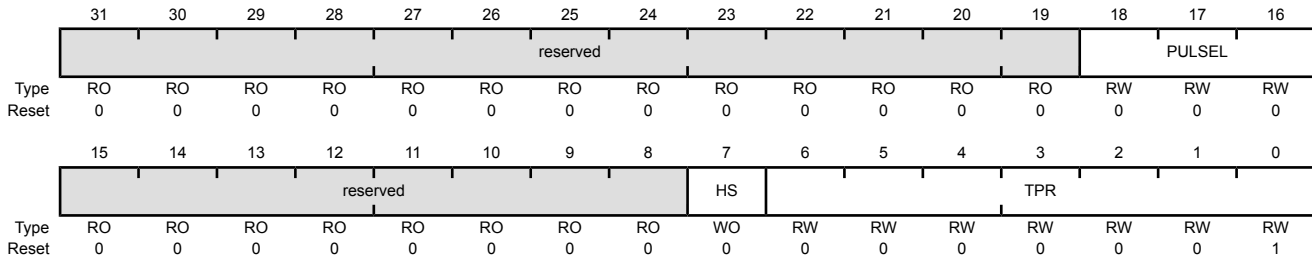 31 30 29 28 27 26 25 24 23 22 21 20 19 18 17 16
reserved PULSEL
Type RO RO RO RO RO RO RO RO RO RO RO RO RO RW RW RW
Reset 0 0 0 0 0 0 0 0 0 0 0 0 0 0 0 0
15 14 13 12 11 10 9 8 7 6 5 4 3 2 1 0
reserved HS TPR
Type RO RO RO RO RO RO RO RO WO RW RW RW RW RW RW RW
Reset 0 0 0 0 0 0 0 0 0 0 0 0 0 0 0 1